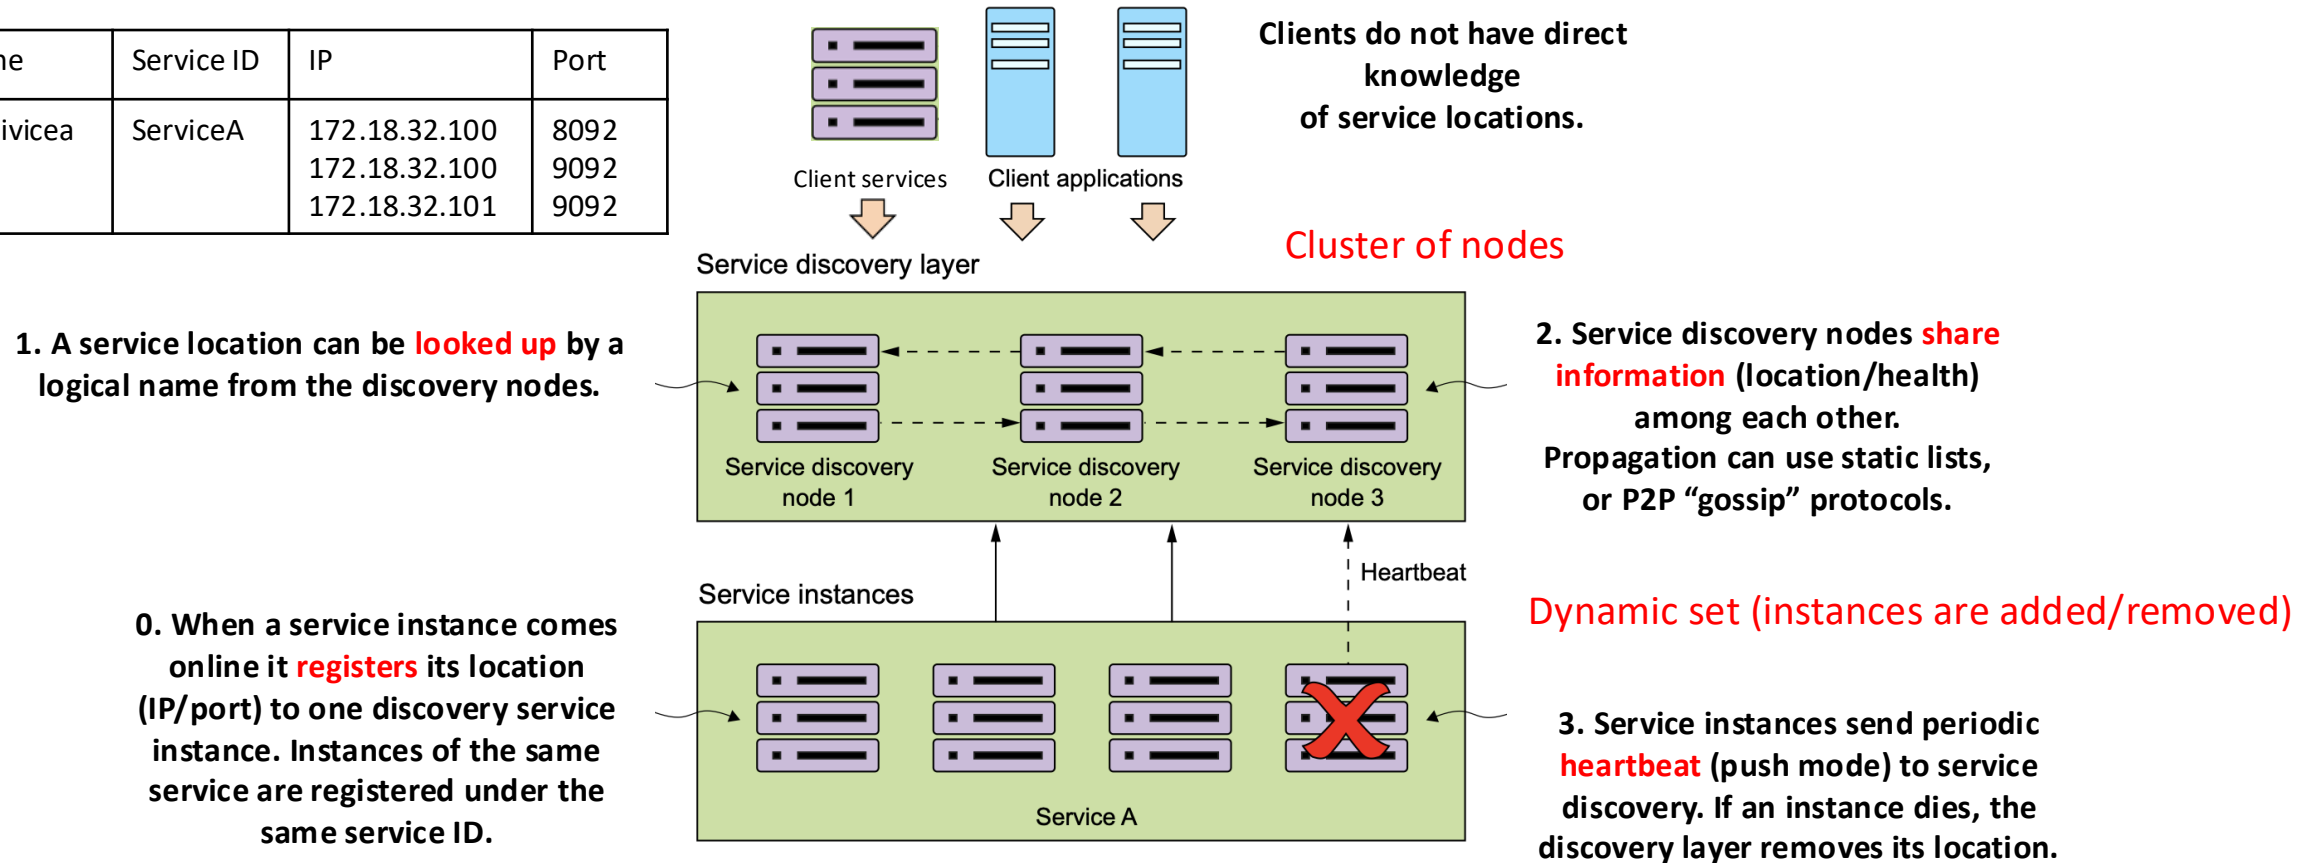 ne Service ID IP Port
ivicea ServiceA 172.18.32.100 8092
172.18.32.100 9092
172.18.32.101 9092
Clients do not have direct
knowledge
of service locations.
Client services Client applications
Cluster of nodes
Service discovery layer
1. A service location can be looked up by a
logical name from the discovery nodes.
2. Service discovery nodes share
information (location/health)
among each other.
Propagation can use static lists,
or P2P “gossip” protocols.
Service discovery
node 1
Service discovery
node 2
Service discovery
node 3
Heartbeat
Service instances
Dynamic set (instances are added/removed)
0. When a service instance comes
online it registers its location
(IP/port) to one discovery service
instance. Instances of the same
service are registered under the
same service ID.
3. Service instances send periodic
heartbeat (push mode) to service
discovery. If an instance dies, the
discovery layer removes its location.
Service A